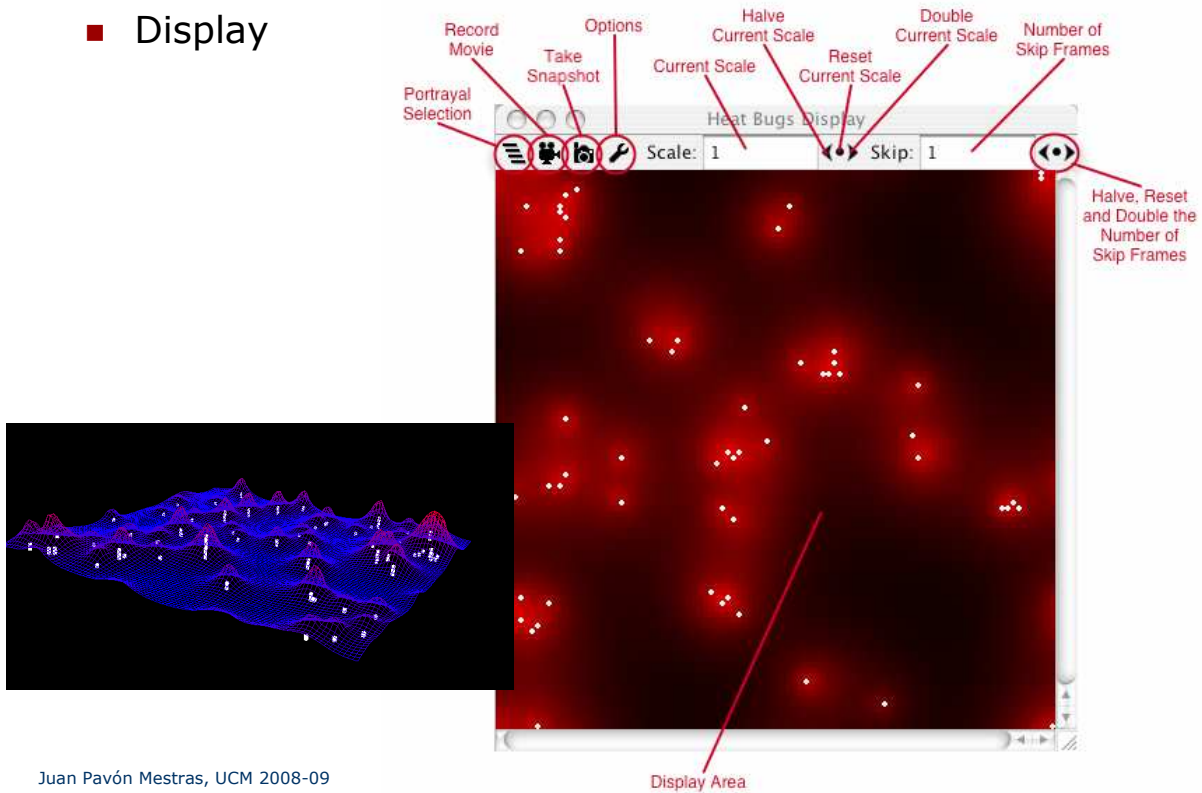 Display
Record
Movie
Take
Snapshot
Options
Current Scale
Halve
Current Scale
Reset
Current Scale
Double
Current Scale
Number of
Skip Frames
Portrayal
Selection
Heat Bugs Display
Scale: 1
Skip: 1
Halve, Reset
and Double the
Number of
Skip Frames
Display Area
Juan Pavón Mestras, UCM 2008-09